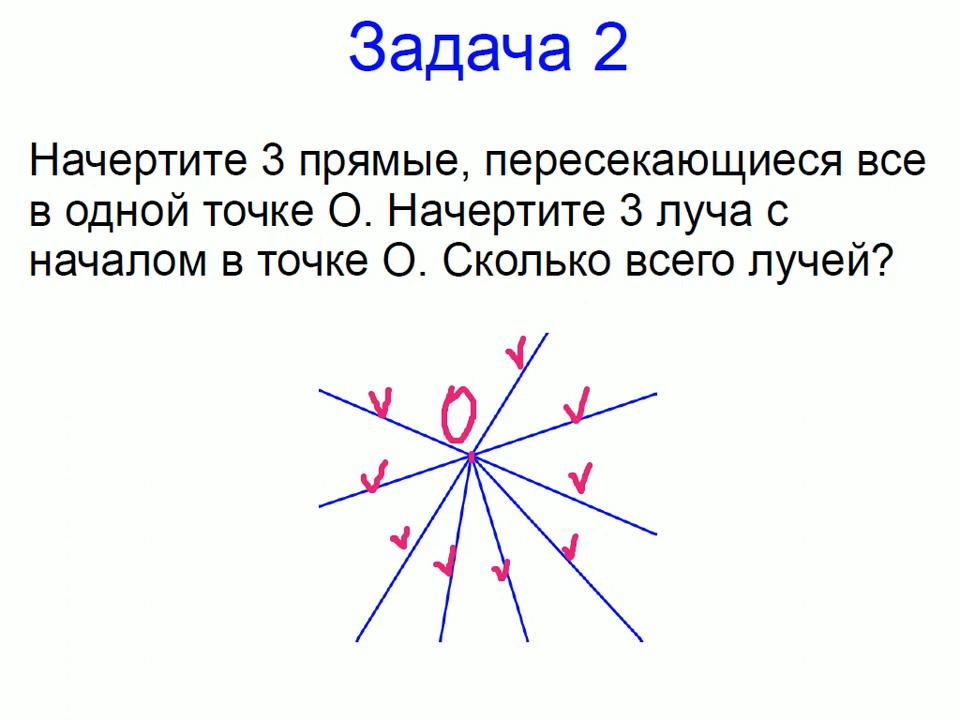 Задача 2
Начертите 3 прямые, пересекающиеся все
в одной точке О. Начертите 3 луча с
началом в точке О. Сколько всего лучей?
О